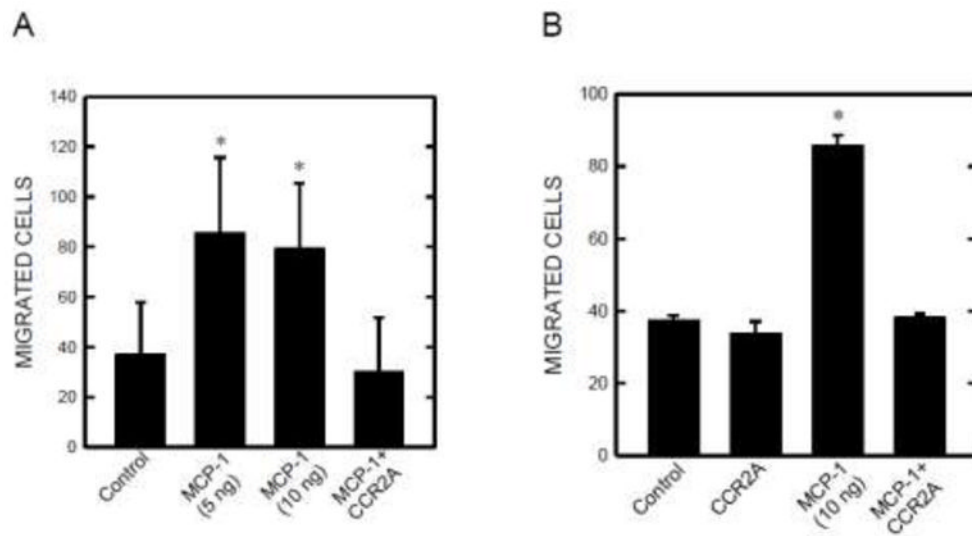 A
MIGRATED CELLS
140
120
100
80
60
40
20
0
*
*
Control
MCP-1
(5 ng)
MCP-1
(10 ng)
MCP-1+
CCR2A
B
MIGRATED CELLS
100
80
60
40
20
0
*
Control
CCR2A
MCP-1
(10 ng)
MCP-1+
CCR2A